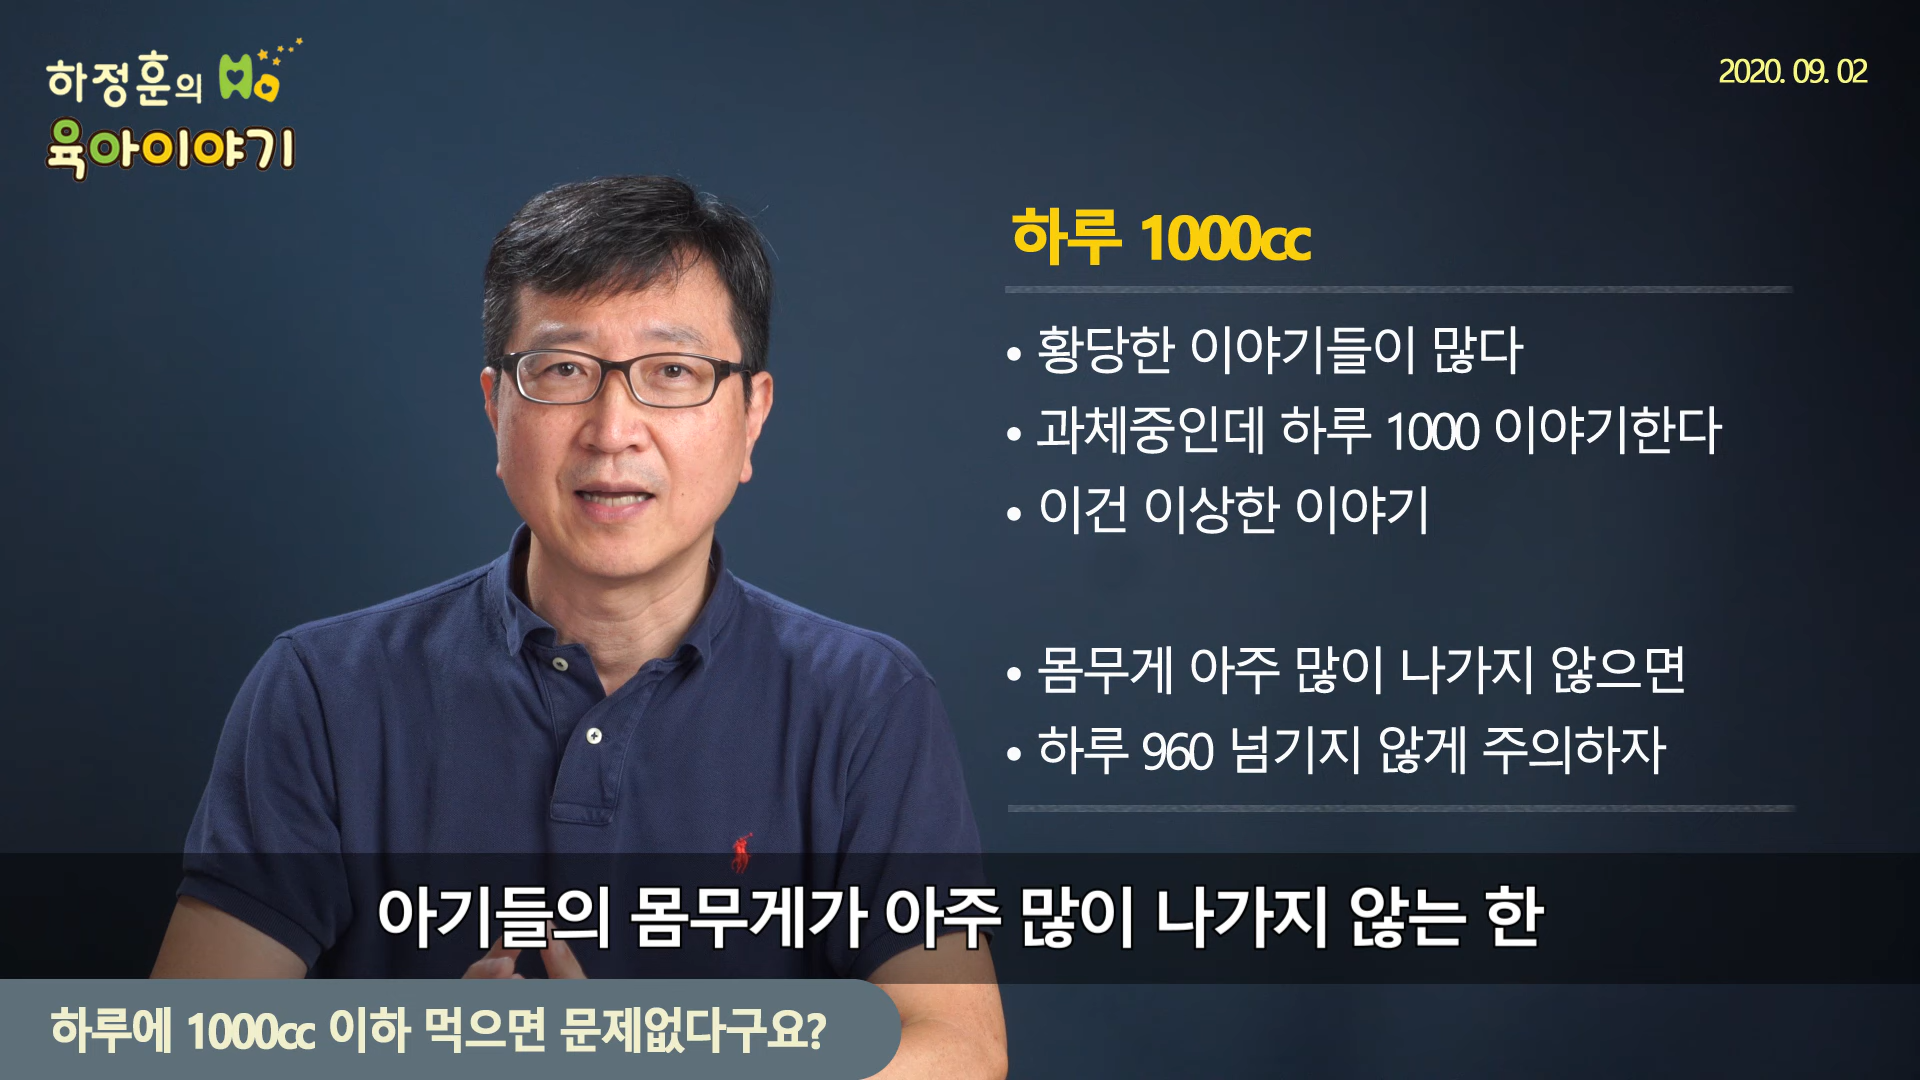 하정훈의
육아이야기
2020. 09. 02
하루 1000cc
• 황당한 이야기들이 많다
• 과체중인데 하루 1000 이야기한다
• 이건 이상한 이야기
• 몸무게 아주 많이 나가지 않으면
• 하루 960 넘기지 않게 주의하자
아기들의 몸무게가 아주 많이 나가지 않는 한
하루에 1000cc 이하 먹으면 문제없다구요?